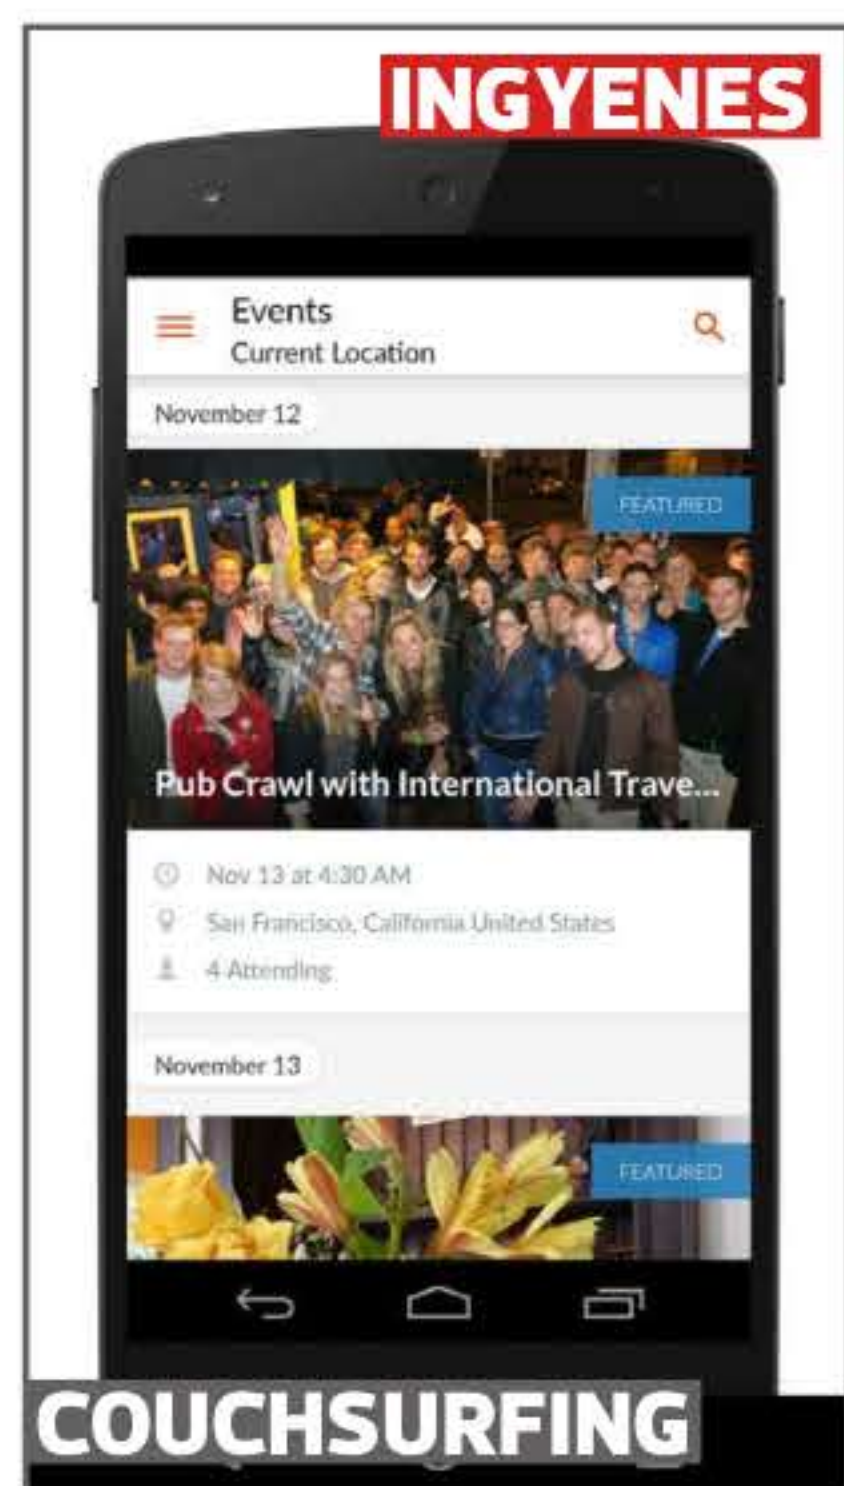 INGYENES
Events
Current Location
November 12
FEATURED
Pub Crawl with International Trave...
Nov 13 at 4:30 AM
San Francisco, California United States
4 Attending
November 13
FEATURED
COUCHSURFING